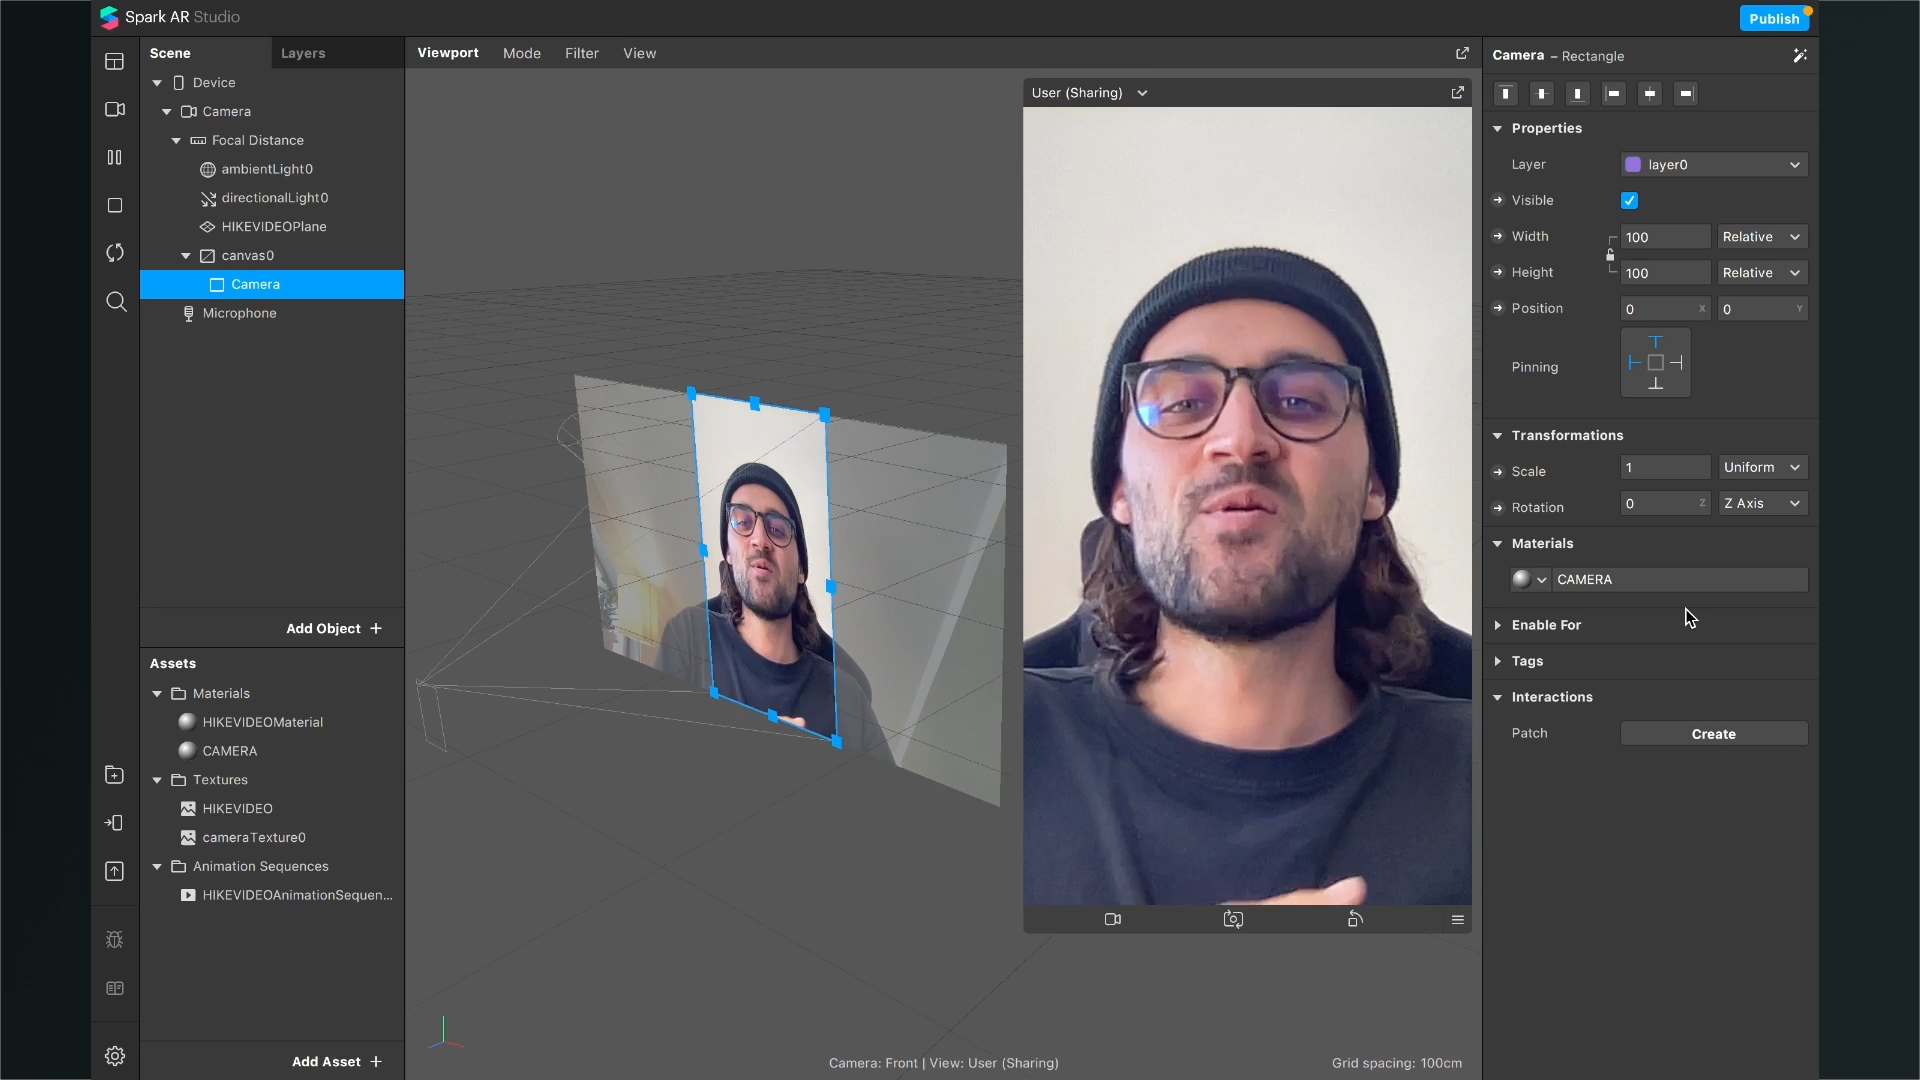 Spark AR Studio
Publish
Scene
Layers
Viewport
Mode
Filter
View
Camera – Rectangle
Device
Camera
Focal Distance
ambientLight0
directionalLight0
HIKEVIDEOPlane
canvas0
Camera
Microphone
Add Object +
Assets
Materials
HIKEVIDEOMaterial
CAMERA
Textures
HIKEVIDEO
cameraTexture0
Animation Sequences
HIKEVIDEOAnimationSequen...
Add Asset +
User (Sharing)
Camera: Front | View: User (Sharing)
Grid spacing: 100cm
Properties
Layer
layer0
Visible
Width
100
Relative
Height
100
Relative
Position
0 X
0 Y
Pinning
Transformations
Scale
1
Uniform
Rotation
0 Z
Z Axis
Materials
CAMERA
Enable For
Tags
Interactions
Patch
Create